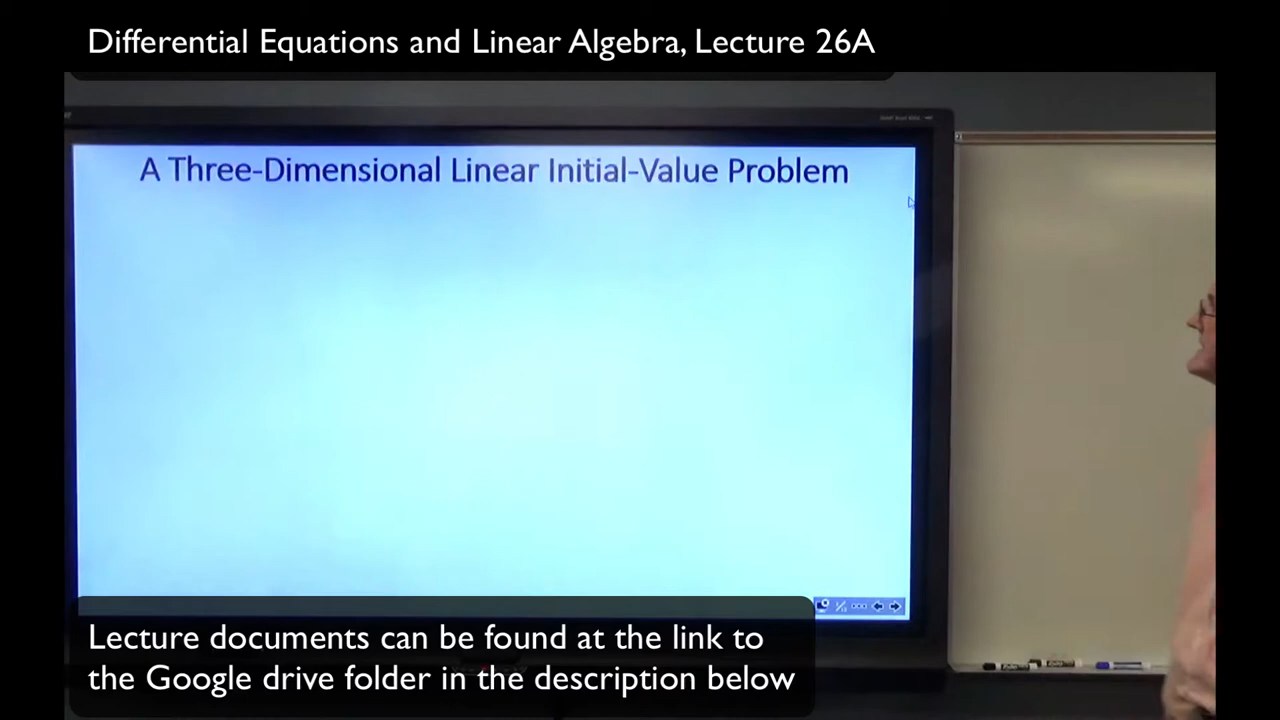 Differential Equations and Linear Algebra, Lecture 26A
A Three-Dimensional Linear Initial-Value Problem
Lecture documents can be found at the link to
the Google drive folder in the description below